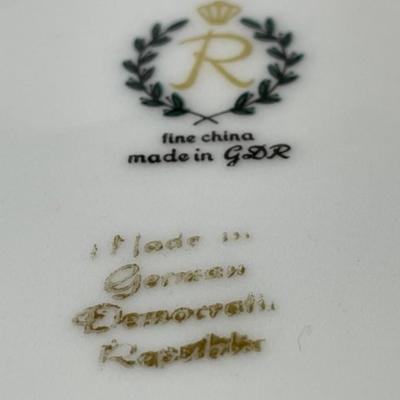 R
fine china
made in GDR
Made in
German
Democratic
Republic